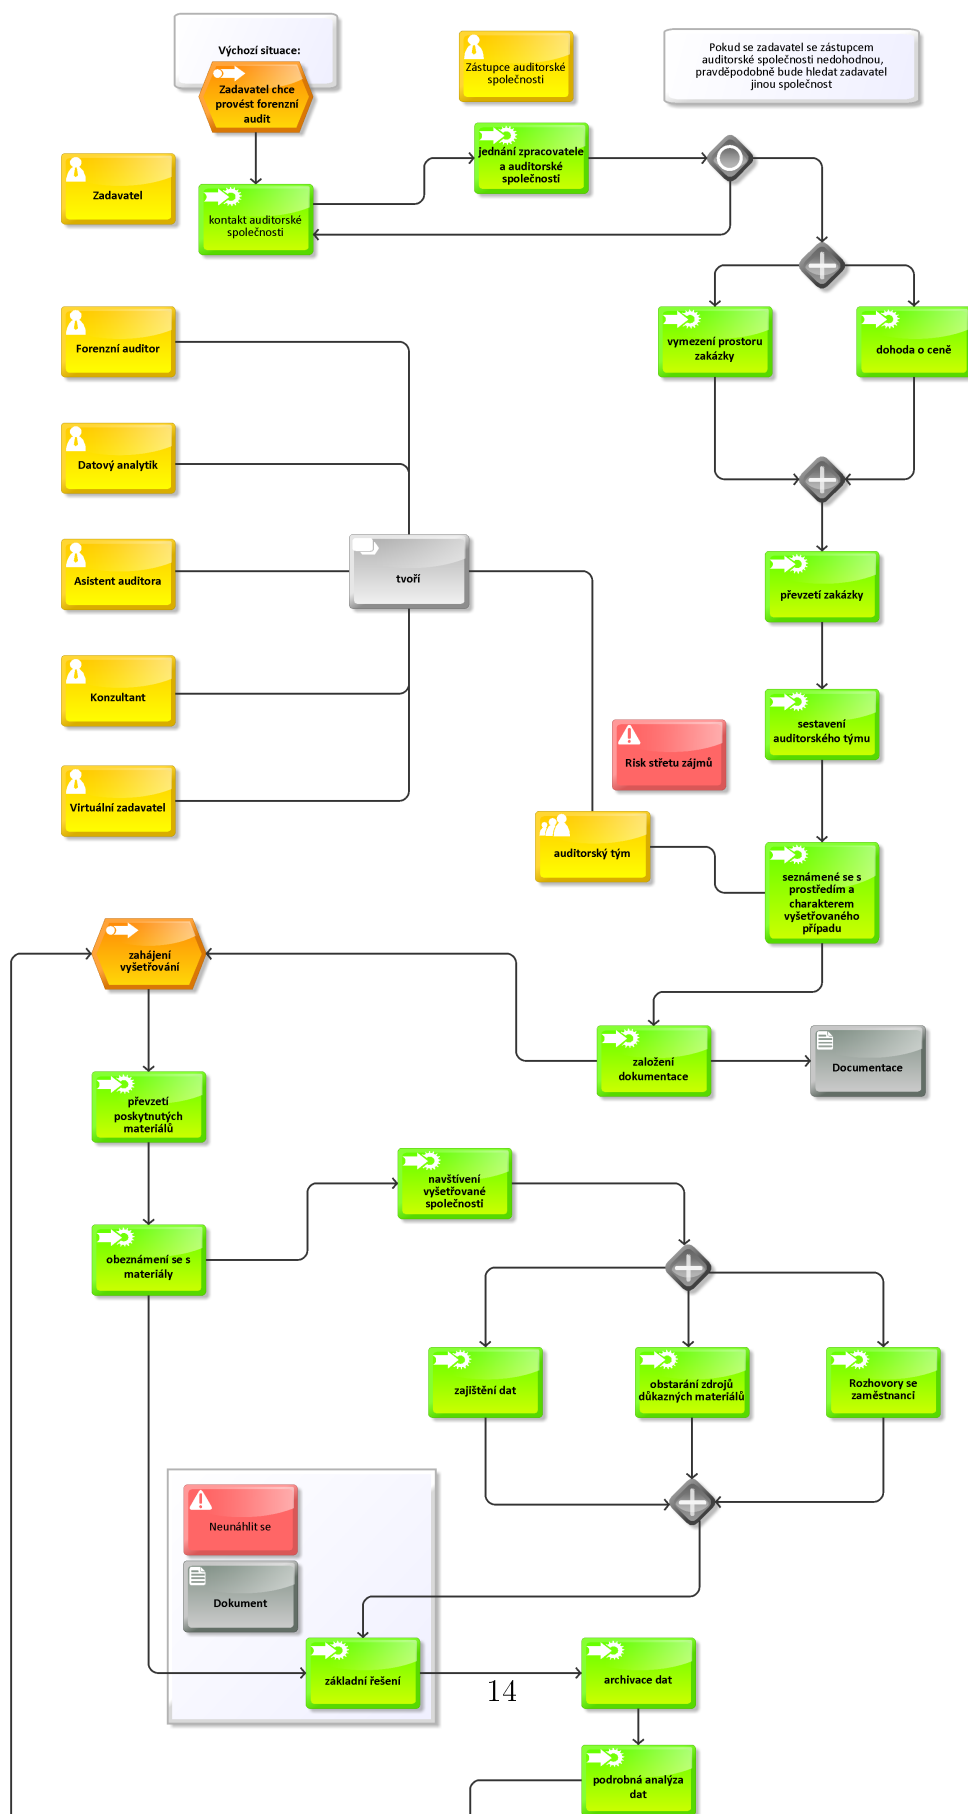 Výchozí situace:
Zadavatel chce
provést forenzní
audit
Zástupce auditorské
společnosti
Pokud se zadavatel se zástupcem
auditorské společnosti nedohodnou,
pravděpodobně bude hledat zadavatel
jinou společnost
Zadavatel
kontakt auditorské
společnosti
jednání zpracovatele
a auditorské
společnosti
Forenzní auditor
vymezení prostoru
zakázky
dohoda o ceně
Datový analytik
Asistent auditora
tvoří
převzetí zakázky
Konzultant
sestavení
auditorského týmu
Risk střetu zájmů
Virtuální zadavatel
auditorský tým
seznámené se s
prostředím a
charakterem
vyšetřovaného
případu
zahájení
vyšetřování
založení
dokumentace
Documentace
převzetí
poskytnutých
materiálů
navštívení
vyšetřované
společnosti
obeznámení se s
materiály
zajištění dat
obstarání zdrojů
důkazných materiálů
Rozhovory se
zaměstnanci
Neunáhlit se
Dokument
základní řešení
archivace dat
14
podrobná analýza
dat